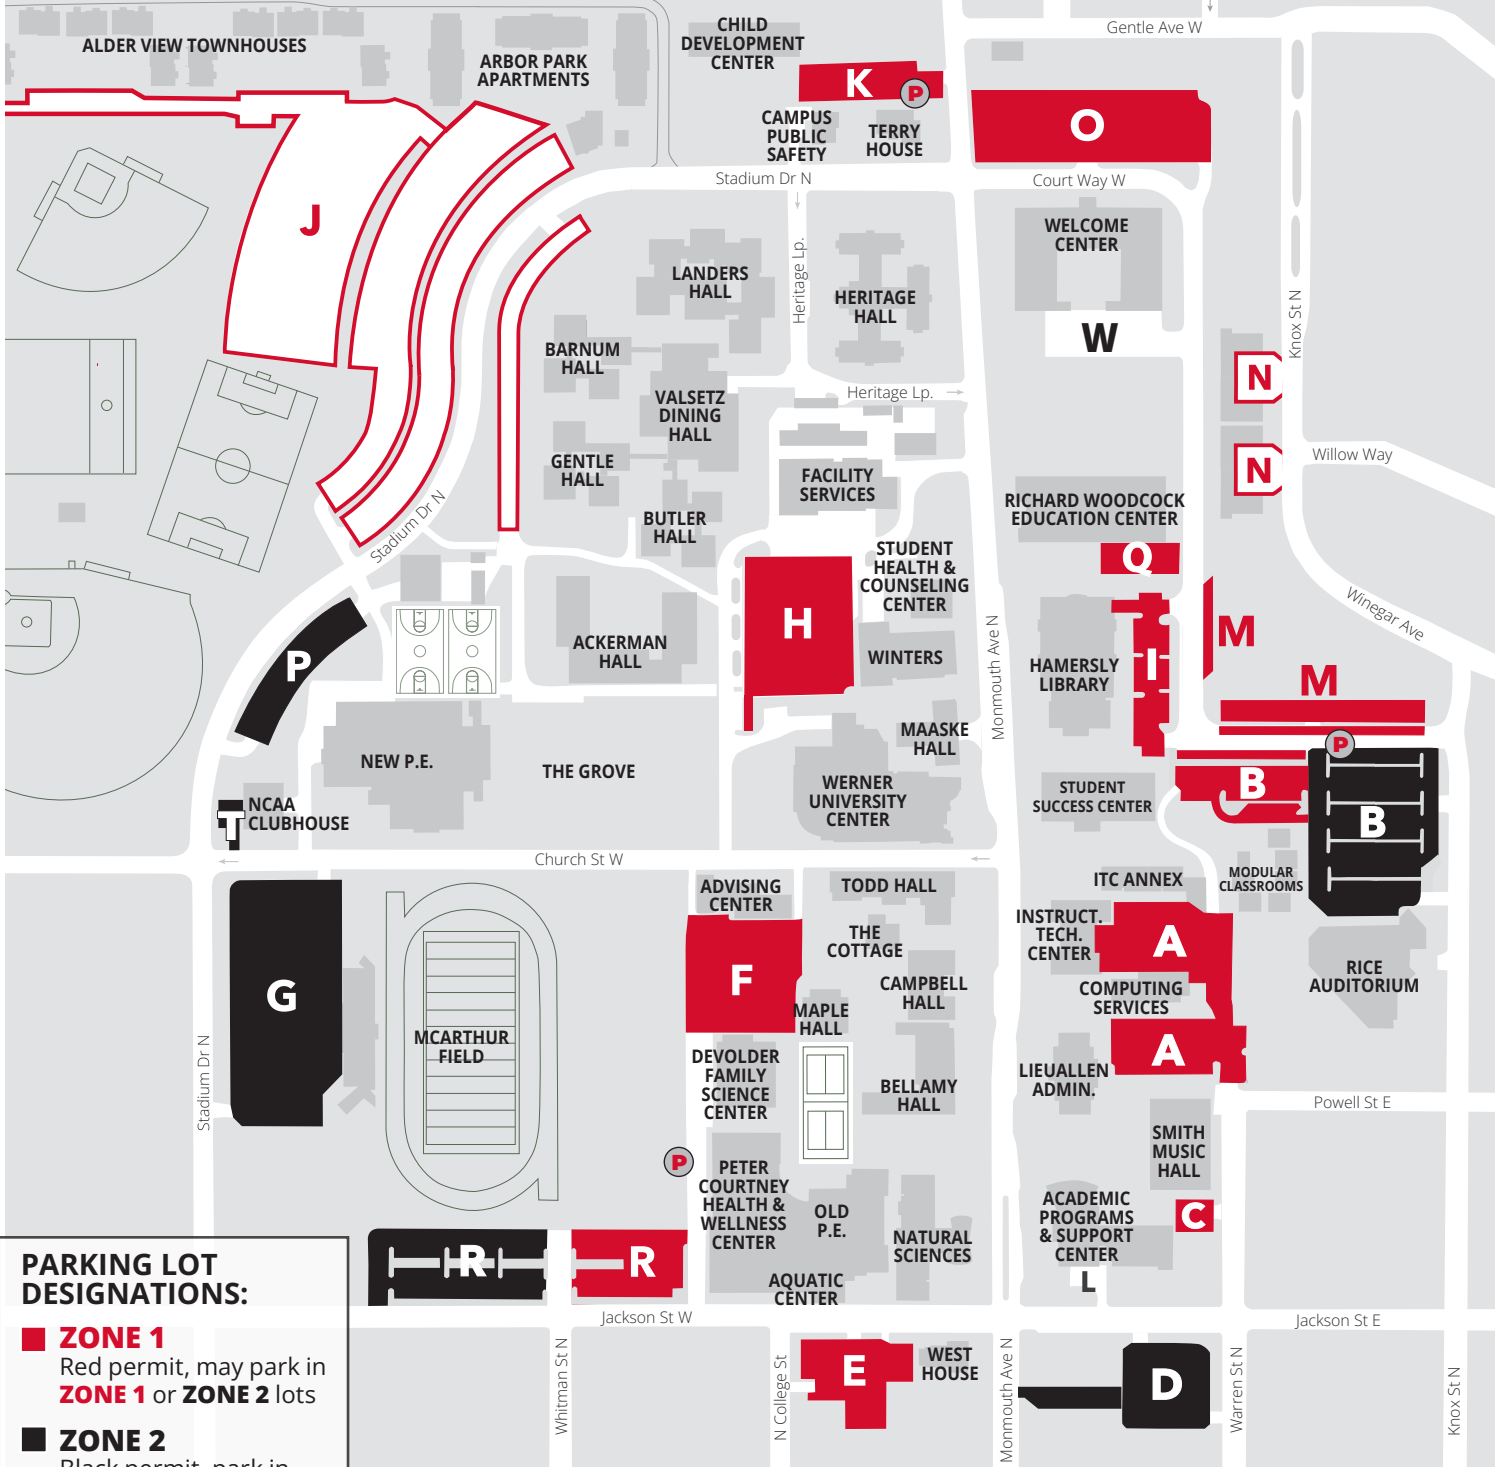 Gentle Ave W
CHILD
DEVELOPMENT
CENTER
ALDER VIEW TOWNHOUSES
ARBOR PARK
APARTMENTS
K
P
O
CAMPUS
PUBLIC
SAFETY
TERRY
HOUSE
Stadium Dr N
Court Way W
J
WELCOME
CENTER
LANDERS
HALL
Heritage Lp.
HERITAGE
HALL
Knox St N
W
BARNUM
HALL
N
Heritage Lp.
VALSETZ
DINING
HALL
Willow Way
GENTLE
HALL
N
FACILITY
SERVICES
RICHARD WOODCOCK
EDUCATION CENTER
Stadium Dr N
BUTLER
HALL
STUDENT
HEALTH &
COUNSELING
CENTER
Q
Winegar Ave
H
M
ACKERMAN
HALL
WINTERS
Monmouth Ave N
HAMERSLY
LIBRARY
I
P
M
MAASKE
HALL
P
NEW P.E.
THE GROVE
WERNER
UNIVERSITY
CENTER
STUDENT
SUCCESS CENTER
B
B
NCAA
CLUBHOUSE
T
Church St W
ADVISING
CENTER
TODD HALL
ITC ANNEX
MODULAR
CLASSROOMS
INSTRUCT.
TECH.
CENTER
THE
COTTAGE
A
F
G
CAMPBELL
HALL
COMPUTING
SERVICES
RICE
AUDITORIUM
MAPLE
HALL
MCARTHUR
FIELD
Stadium Dr N
DEVOLDER
FAMILY
SCIENCE
CENTER
A
LIEUALLEN
ADMIN.
BELLAMY
HALL
Powell St E
SMITH
MUSIC
HALL
P
PETER
COURTNEY
HEALTH &
WELLNESS
CENTER
OLD
P.E.
NATURAL
SCIENCES
ACADEMIC
PROGRAMS
& SUPPORT
CENTER
C
R
R
L
AQUATIC
CENTER
Jackson St W
Jackson St E
PARKING LOT
DESIGNATIONS:
ZONE 1
Red permit, may park in
ZONE 1 or ZONE 2 lots
ZONE 2
Black permit, park in
Whitman St N
N College St
E
WEST
HOUSE
Monmouth Ave N
D
Warren St N
Knox St N